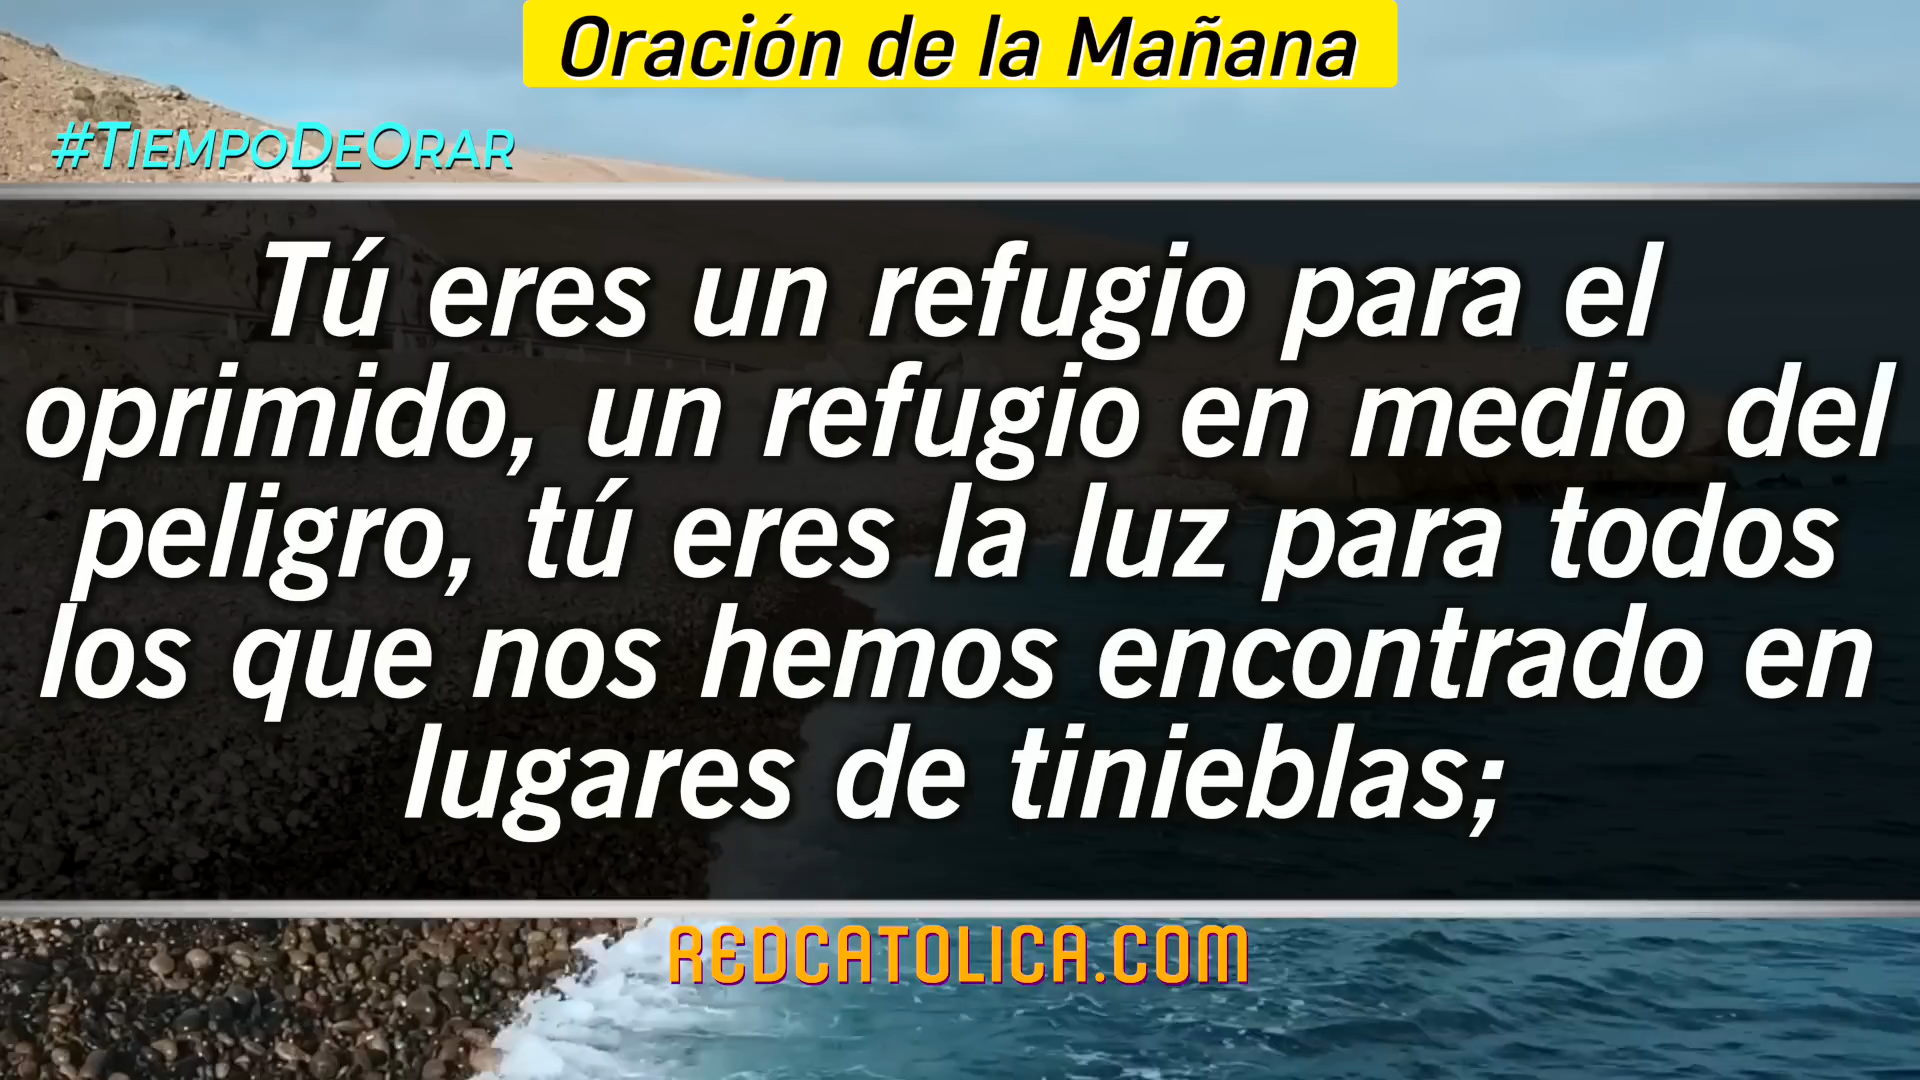 Oración de la Mañana
#TiempoDeOrar
Tú eres un refugio para el
oprimido, un refugio en medio del
peligro, tú eres la luz para todos
los que nos hemos encontrado en
lugares de tinieblas;
REDCATOLICA.COM